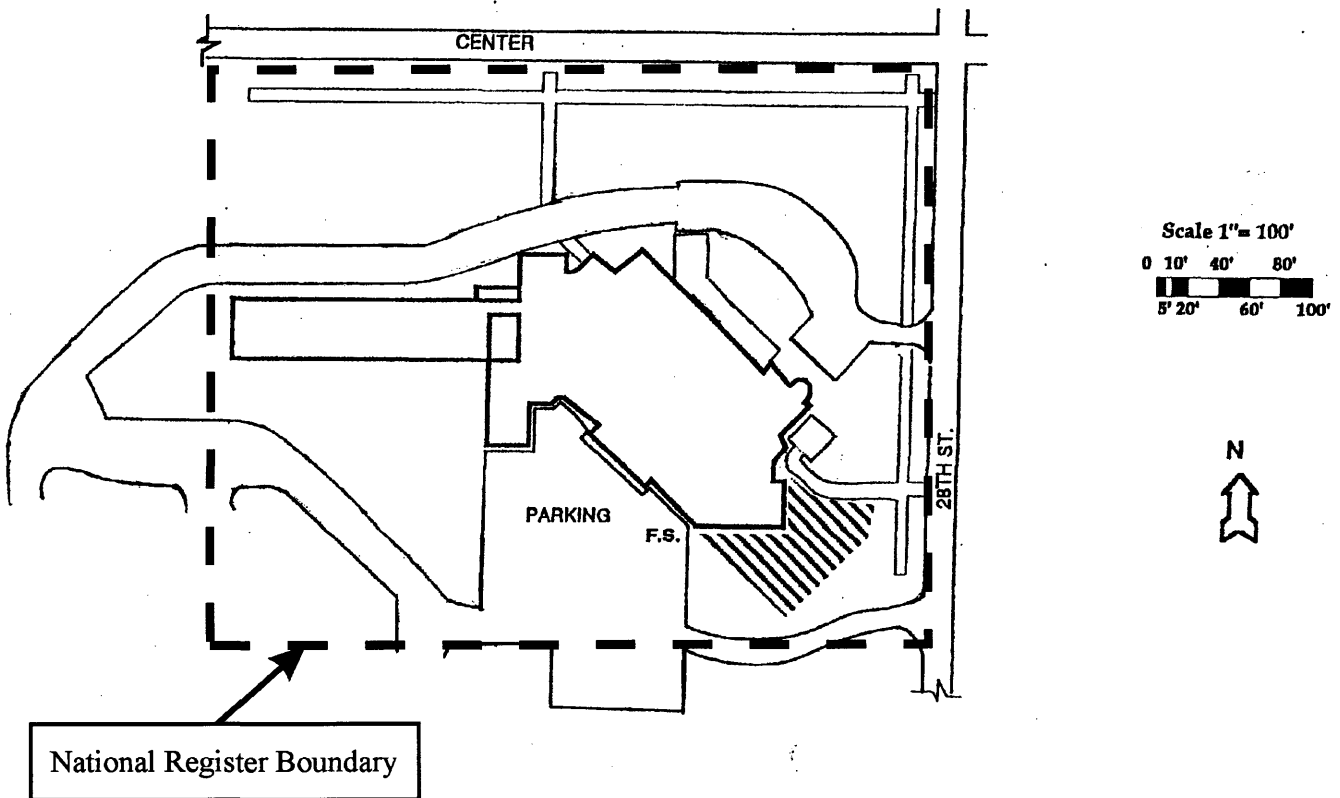 CENTER
Scale 1"= 100'
0 10' 40' 80'
5' 20' 60' 100'
28TH ST.
N
PARKING
F.S.
National Register Boundary